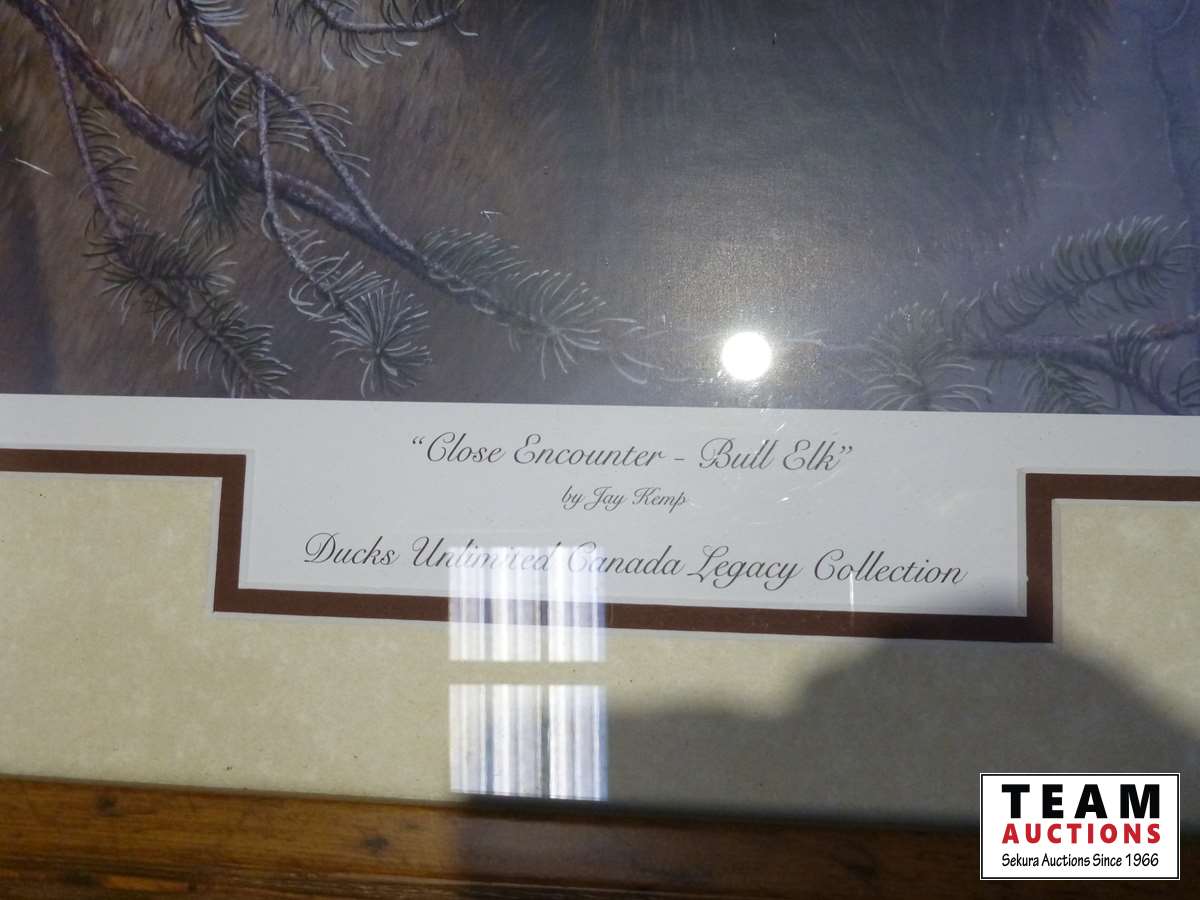 “Close Encounter - Bull Elk”
by Jay Kemp
Ducks Unlimited Canada Legacy Collection
TEAM
AUCTIONS
Sekura Auctions Since 1966